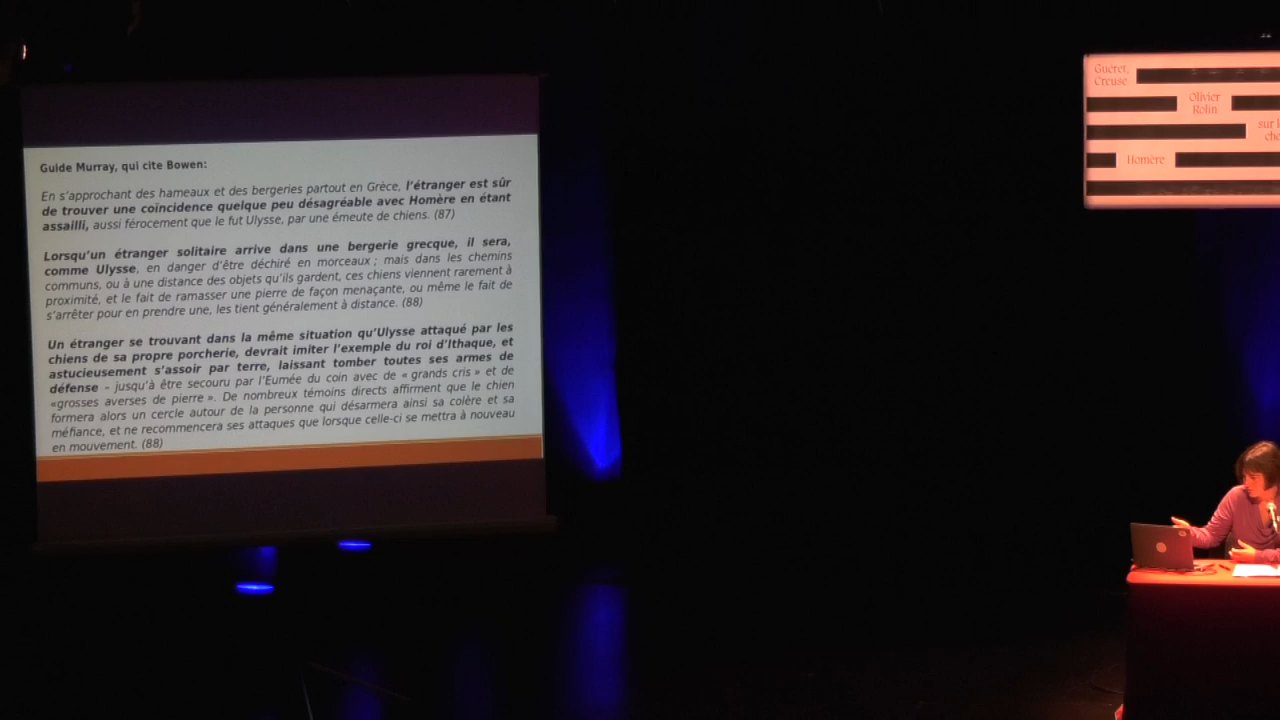 Guide Murray, qui cite Bowen:
En s'approchant des hameaux et des bergeries partout en Grèce, l'étranger est sûr
de trouver une coïncidence quelque peu désagréable avec Homère en étant
assailli, aussi férocement que le fut Ulysse, par une émeute de chiens. (87)
Lorsqu'un étranger solitaire arrive dans une bergerie grecque, il sera,
comme Ulysse, en danger d'être déchiré en morceaux ; mais dans les chemins
communs, ou à une distance des objets qu'ils gardent, ces chiens viennent rarement à
proximité, et le fait de ramasser une pierre de façon menaçante, ou même le fait de
s'arrêter pour en prendre une, les tient généralement à distance. (88)
Un étranger se trouvant dans la même situation qu'Ulysse attaqué par les
chiens de sa propre porcherie, devrait imiter l'exemple du roi d'Ithaque, et
astucieusement s'assoir par terre, laissant tomber toutes ses armes de
défense – jusqu'à être secouru par l'Eumée du coin avec de « grands cris » et de
«grosses averses de pierre ». De nombreux témoins directs affirment que le chien
formera alors un cercle autour de la personne qui désarmera ainsi sa colère et sa
méfiance, et ne recommencera ses attaques que lorsque celle-ci se mettra à nouveau
en mouvement. (88)
Guéret,
Creuse
Olivier
Rolin
sur
Homère